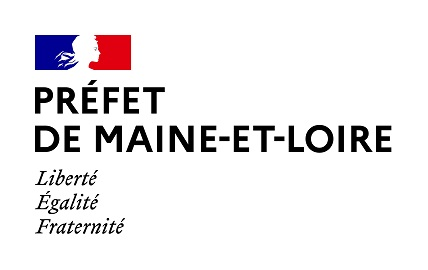 PRÉFET
DE MAINE-ET-LOIRE
Liberté
Égalité
Fraternité